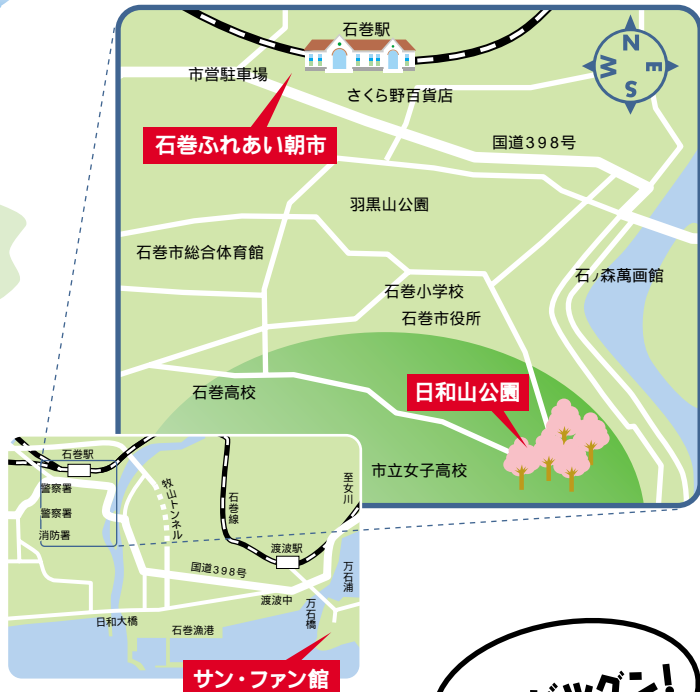 石巻駅
N
W
E
S
市営駐車場
さくら野百貨店
石巻ふれあい朝市
国道398号
羽黒山公園
石巻市総合体育館
石ノ森萬画館
石巻小学校
石巻市役所
石巻高校
日和山公園
市立女子高校
石巻駅
警察署
警察署
消防署
牧山トンネル
石巻線
至女川
渡波駅
国道398号
万石浦
渡波中
万石橋
日和大橋
石巻漁港
サン・ファン館